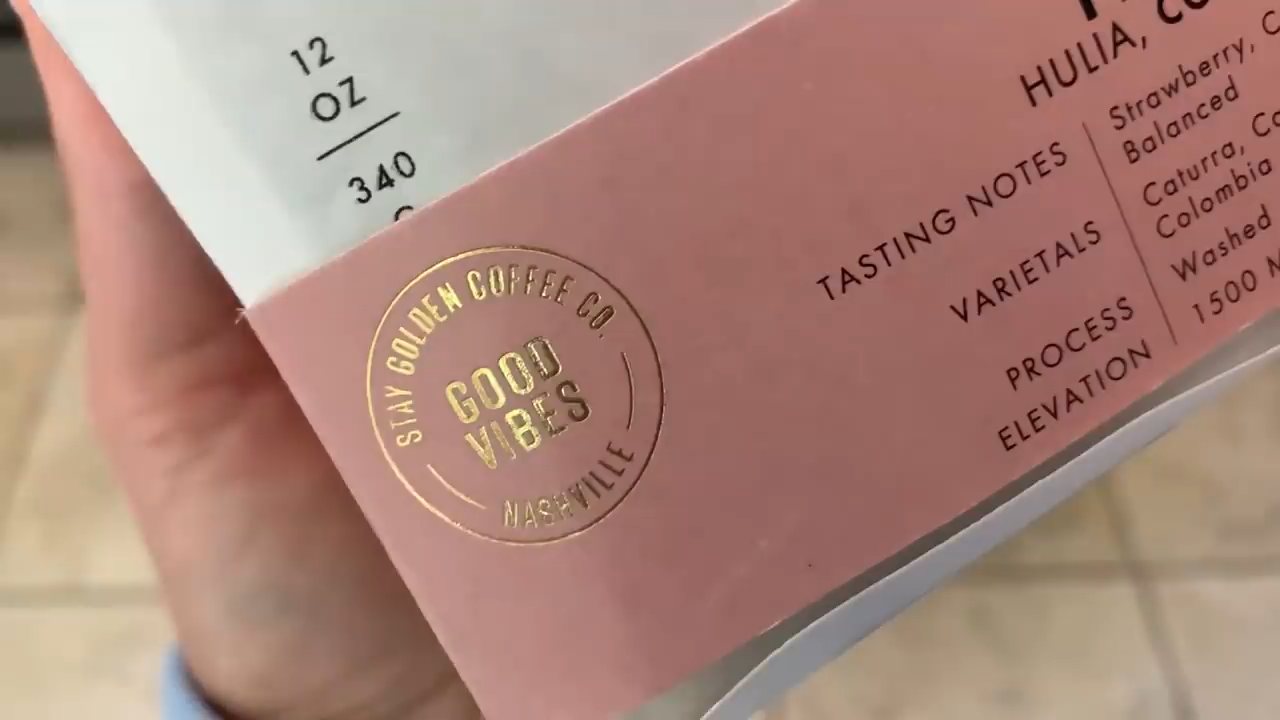 12
OZ
340
STAY GOLDEN COFFEE CO.
GOOD
VIBES
NASHVILLE
HULIA,
TASTING NOTES
Strawberry,
Balanced
VARIETALS
Caturra,
Colombia
PROCESS
Washed
ELEVATION
1500